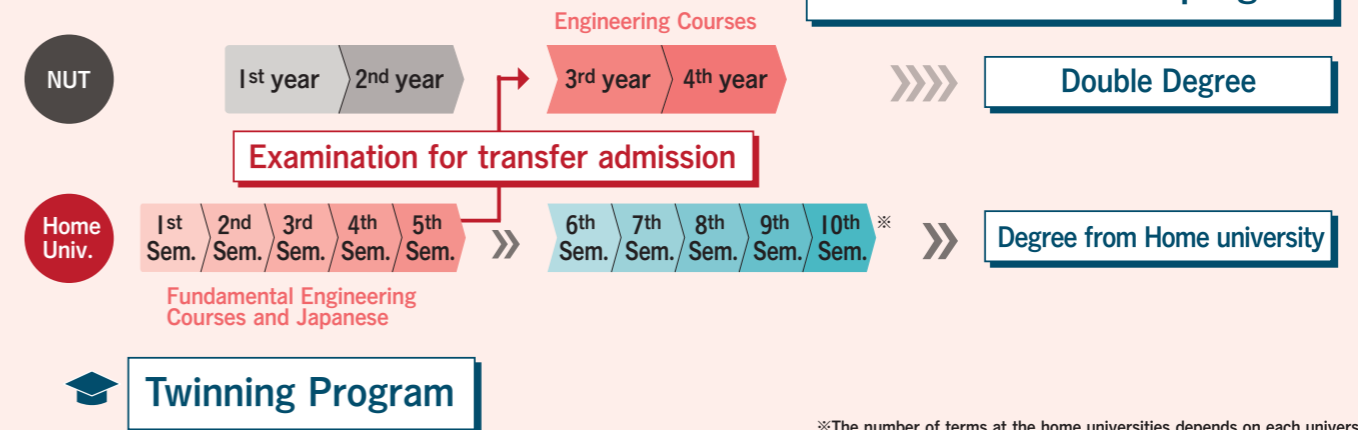 Engineering Courses
NUT
1st year
2nd year
3rd year
4th year
Double Degree
Examination for transfer admission
Home
Univ.
1st
Sem.
2nd
Sem.
3rd
Sem.
4th
Sem.
5th
Sem.
6th
Sem.
7th
Sem.
8th
Sem.
9th
Sem.
10th
Sem.
※
Degree from Home university
Fundamental Engineering
Courses and Japanese
Twinning Program
※The number of terms at the home universities depends on each